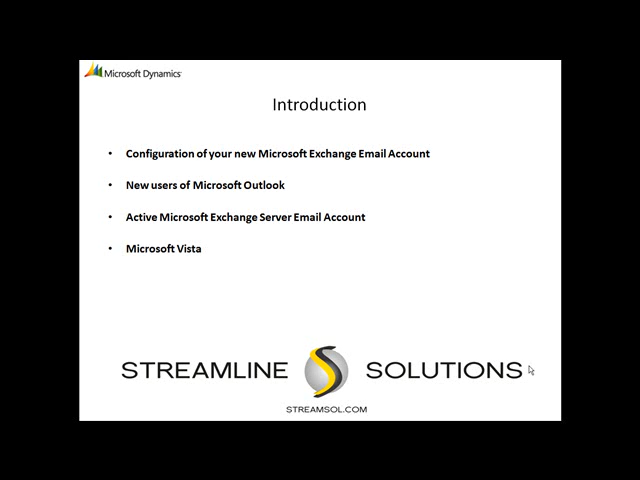 Microsoft Dynamics
Introduction
• Configuration of your new Microsoft Exchange Email Account
• New users of Microsoft Outlook
• Active Microsoft Exchange Server Email Account
• Microsoft Vista
STREAMLINE SOLUTIONS
STREAMSOL.COM